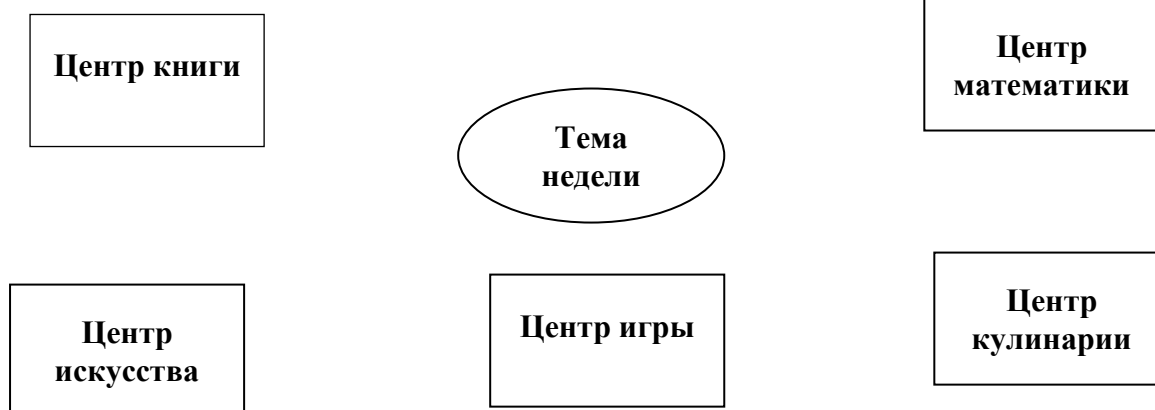 Центр книги
Центр
математики
Тема
недели
Центр
искусства
Центр игры
Центр
кулинарии